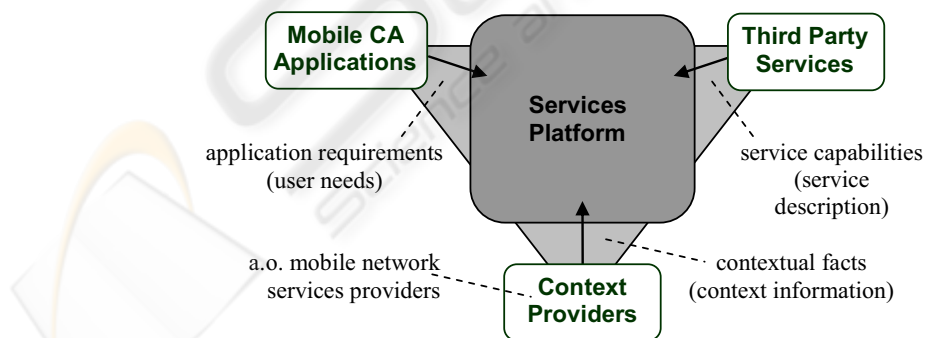 Mobile CA
Applications
Third Party
Services
Services
Platform
application requirements
(user needs)
service capabilities
(service
description)
a.o. mobile network
services providers
contextual facts
(context information)
Context
Providers